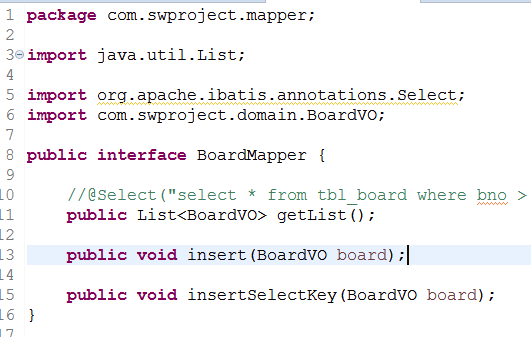 1 package com.swproject.mapper;
2
3 import java.util.List;
4
5 import org.apache.ibatis.annotations.Select;
6 import com.swproject.domain.BoardVO;
7
8 public interface BoardMapper {
9
10 //@Select("select * from tbl_board where bno >
11 public List<BoardVO> getList();
12
13 public void insert(BoardVO board);
14
15 public void insertSelectKey(BoardVO board);
16 }
17